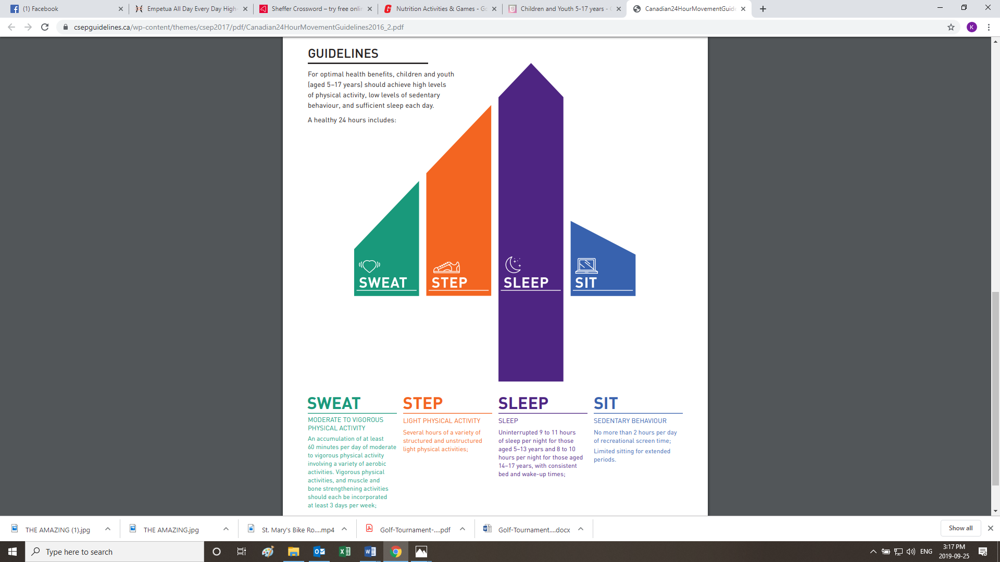 (1) Facebook
Empetua All Day Every Day High-
Sheffer Crossword – try free onlin
Nutrition Activities & Games - Go
Children and Youth 5-17 years - C
Canadian24HourMovementGuide
K
csepguidelines.ca/wp-content/themes/csep2017/pdf/Canadian24HourMovementGuidelines2016_2.pdf
GUIDELINES
For optimal health benefits, children and youth
(aged 5–17 years) should achieve high levels
of physical activity, low levels of sedentary
behaviour, and sufficient sleep each day.
A healthy 24 hours includes:
SWEAT
STEP
SLEEP
SIT
SWEAT
MODERATE TO VIGOROUS
PHYSICAL ACTIVITY
An accumulation of at least
60 minutes per day of moderate
to vigorous physical activity
involving a variety of aerobic
activities. Vigorous physical
activities, and muscle and
bone strengthening activities
should each be incorporated
at least 3 days per week;
STEP
LIGHT PHYSICAL ACTIVITY
Several hours of a variety of
structured and unstructured
light physical activities;
SLEEP
SLEEP
Uninterrupted 9 to 11 hours
of sleep per night for those
aged 5–13 years and 8 to 10
hours per night for those aged
14–17 years, with consistent
bed and wake-up times;
SIT
SEDENTARY BEHAVIOUR
No more than 2 hours per day
of recreational screen time;
Limited sitting for extended
periods.
THE AMAZING (1).jpg
THE AMAZING.jpg
St. Mary's Bike Ro....mp4
Golf-Tournament-....pdf
Golf-Tournament....docx
Show all
Type here to search
ENG
3:17 PM
2019-09-25